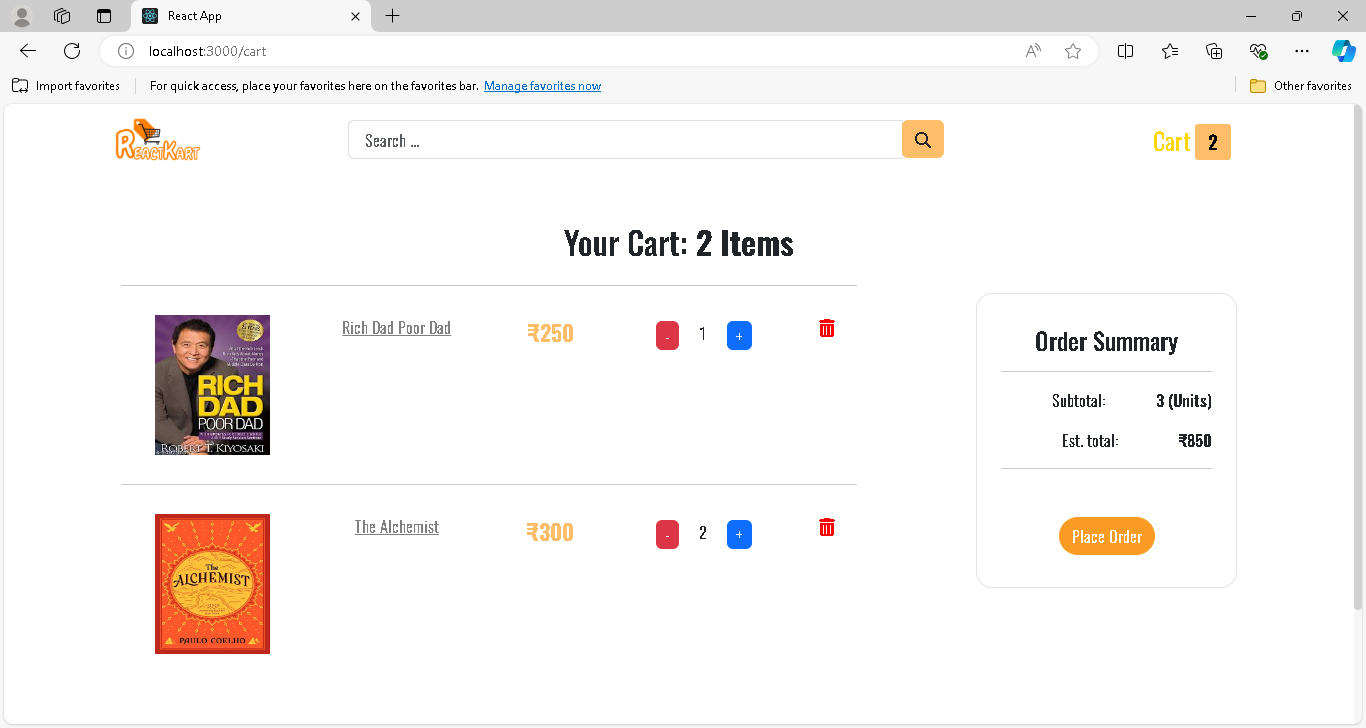 React App
localhost:3000/cart
Import favorites
For quick access, place your favorites here on the favorites bar. Manage favorites now
Other favorites
ReactKart
Search ...
Cart 2
Your Cart: 2 Items
Rich Dad Poor Dad
₹250
- 1 +
RICH
DAD
POOR DAD
ROBERT T. KIYOSAKI
The Alchemist
₹300
- 2 +
The
ALCHEMIST
PAULO COELHO
Order Summary
Subtotal: 3 (Units)
Est. total: ₹850
Place Order